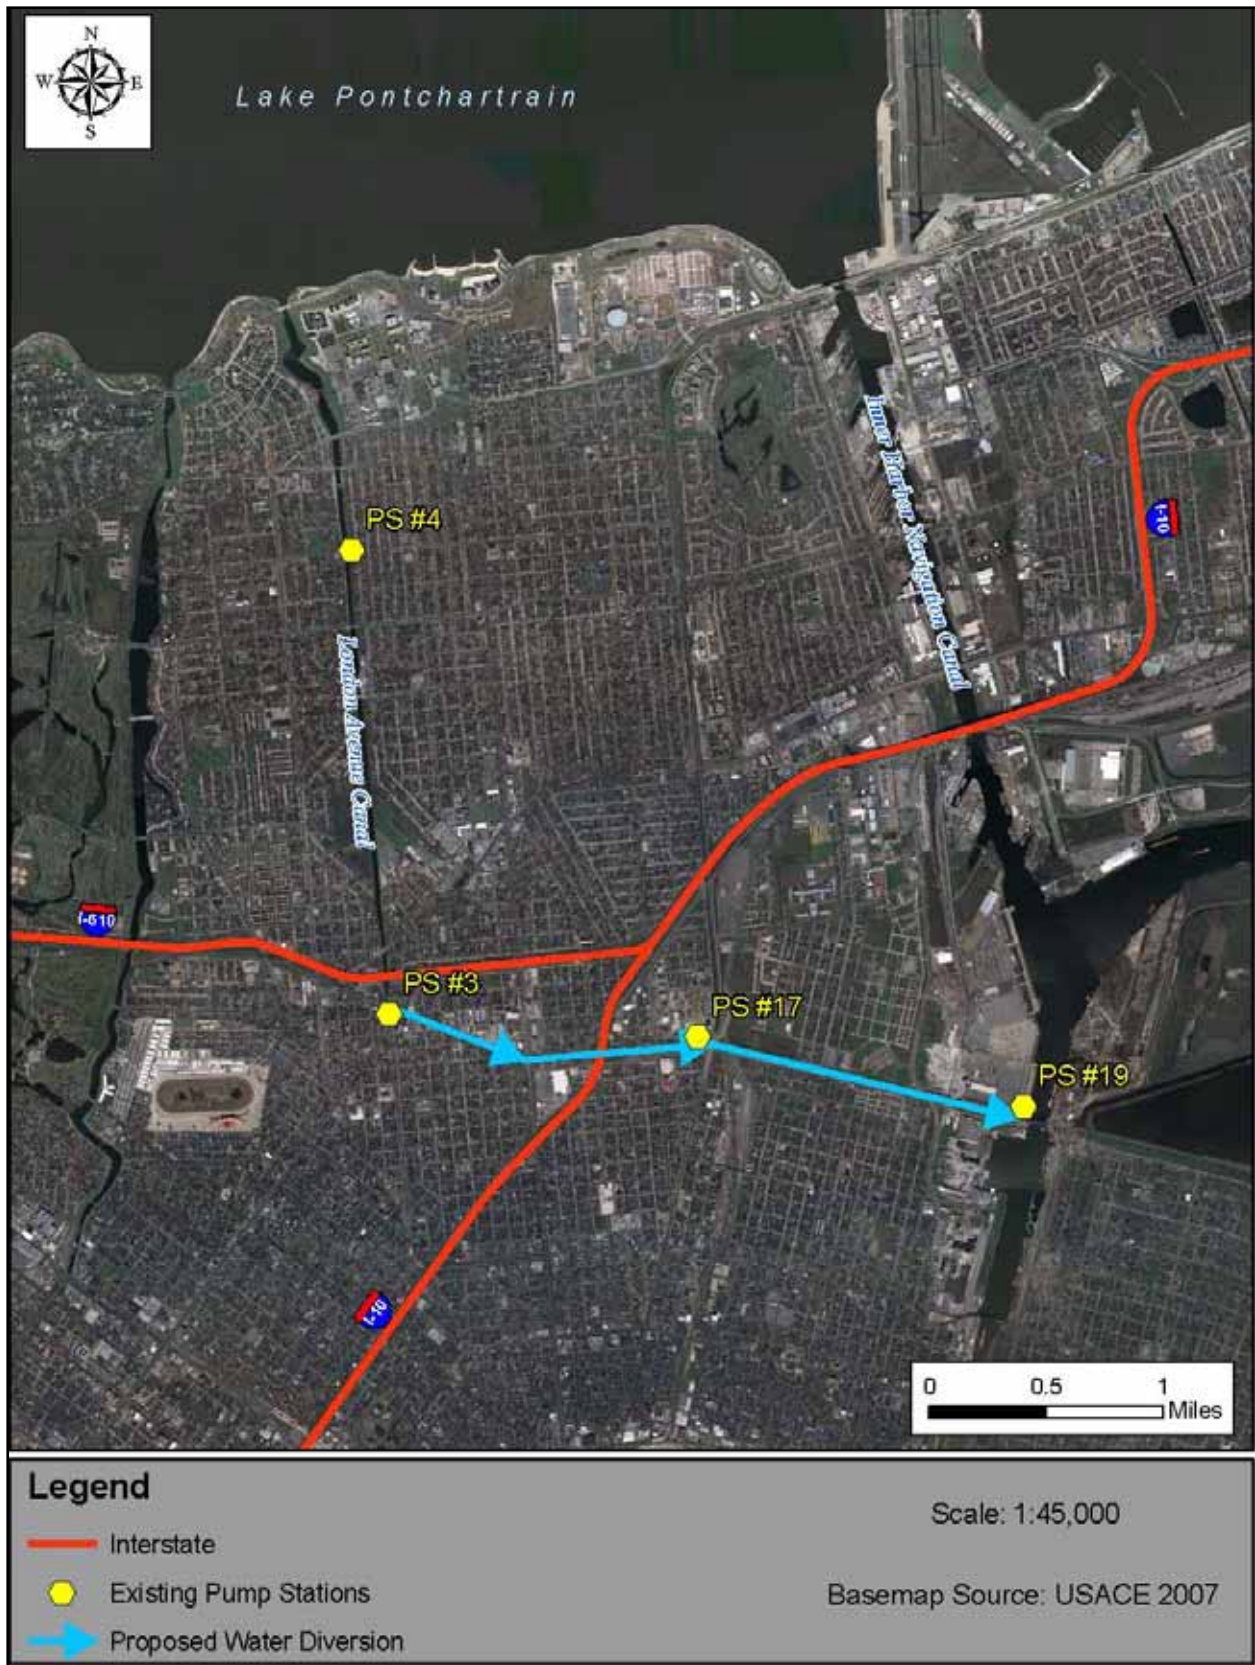 N
W E
S
Lake Pontchartrain
Inner Harbor Navigation Canal
I-10
PS #4
London Avenue Canal
I-610
PS #3
PS #17
PS #19
I-10
0 0.5 1
Miles
Legend
Interstate
Existing Pump Stations
Proposed Water Diversion
Scale: 1:45,000
Basemap Source: USACE 2007